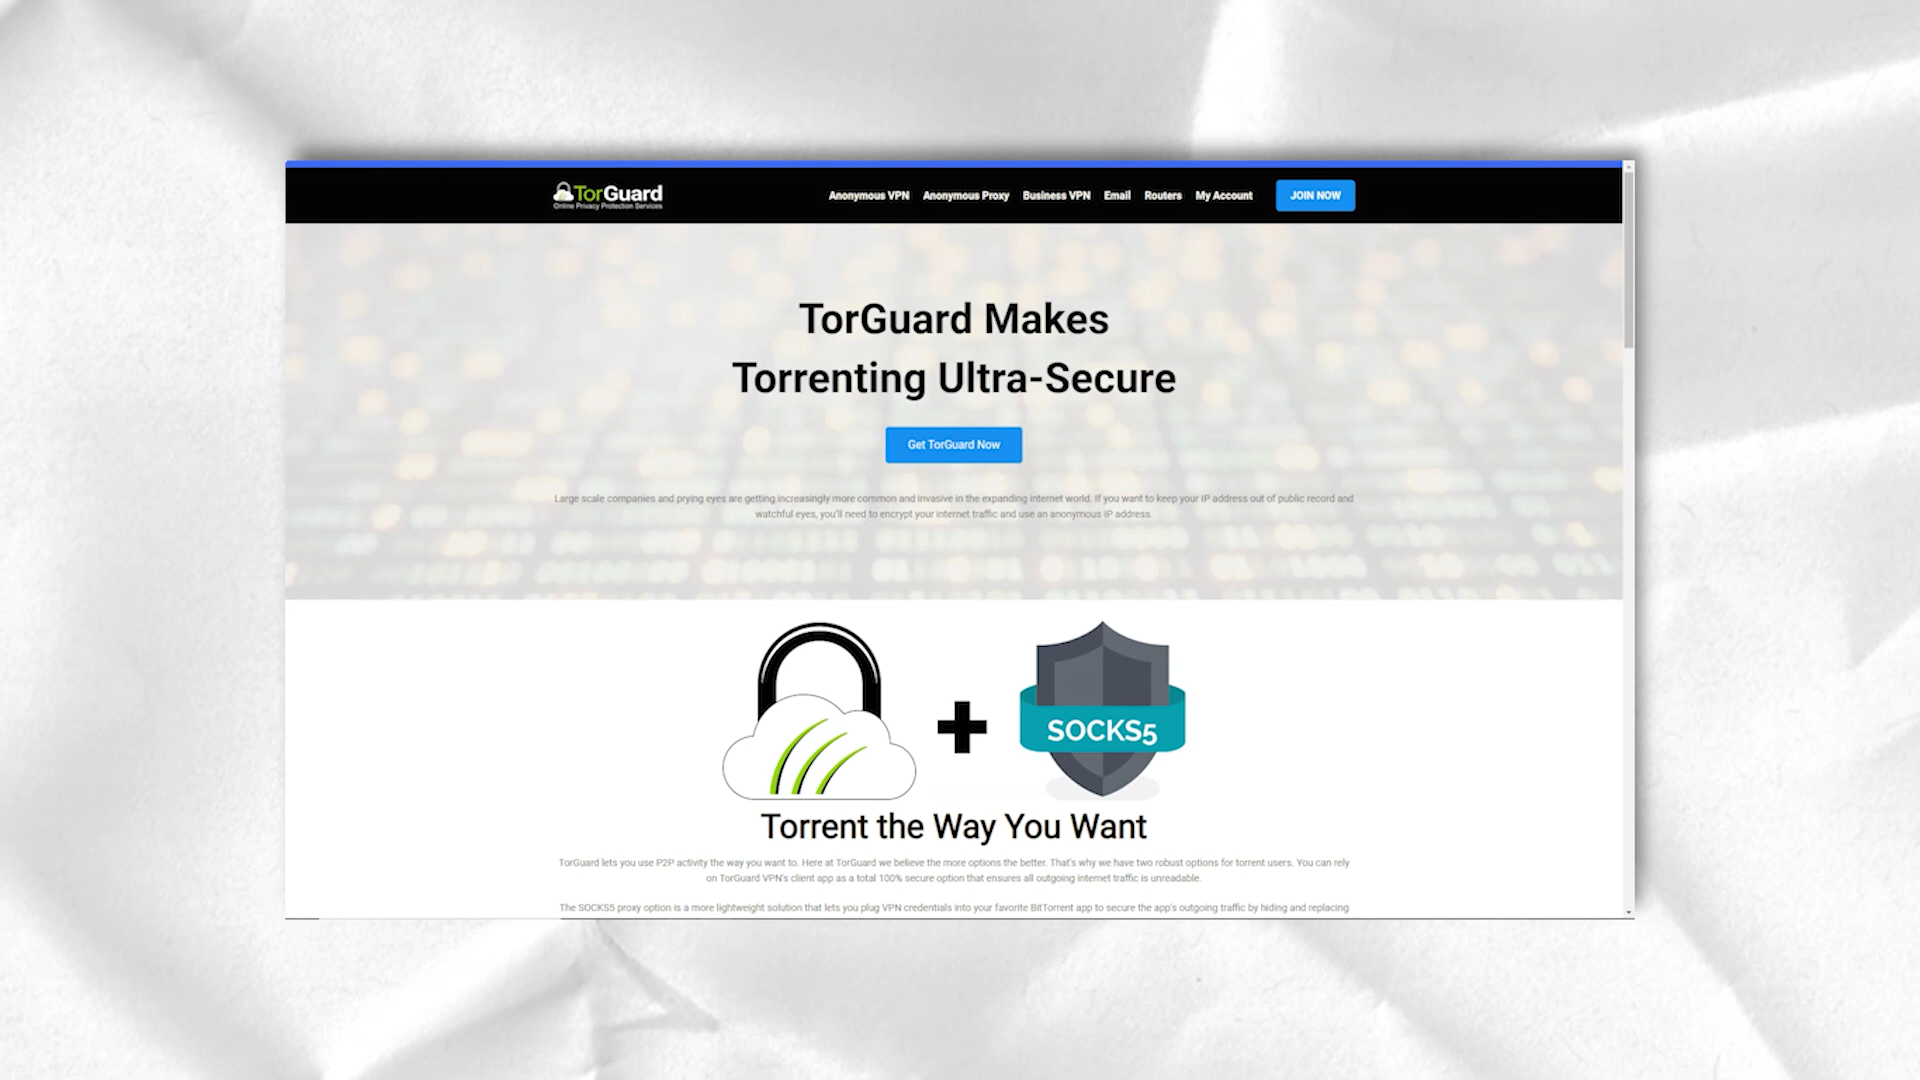 TorGuard
Online Privacy Protection Services
Anonymous VPN Anonymous Proxy Business VPN Email Routers My Account JOIN NOW
TorGuard Makes
Torrenting Ultra-Secure
Get TorGuard Now
Large scale companies and prying eyes are getting increasingly more common and invasive in the expanding internet world. If you want to keep your IP address out of public record and
watchful eyes, you'll need to encrypt your internet traffic and use an anonymous IP address.
SOCKS5
Torrent the Way You Want
TorGuard lets you use P2P activity the way you want to. Here at TorGuard we believe the more options the better. That's why we have two robust options for torrent users. You can rely
on TorGuard VPN's client app as a total 100% secure option that ensures all outgoing internet traffic is unreadable.
The SOCKS5 proxy option is a more lightweight solution that lets you plug VPN credentials into your favorite BitTorrent app to secure the app's outgoing traffic by hiding and replacing